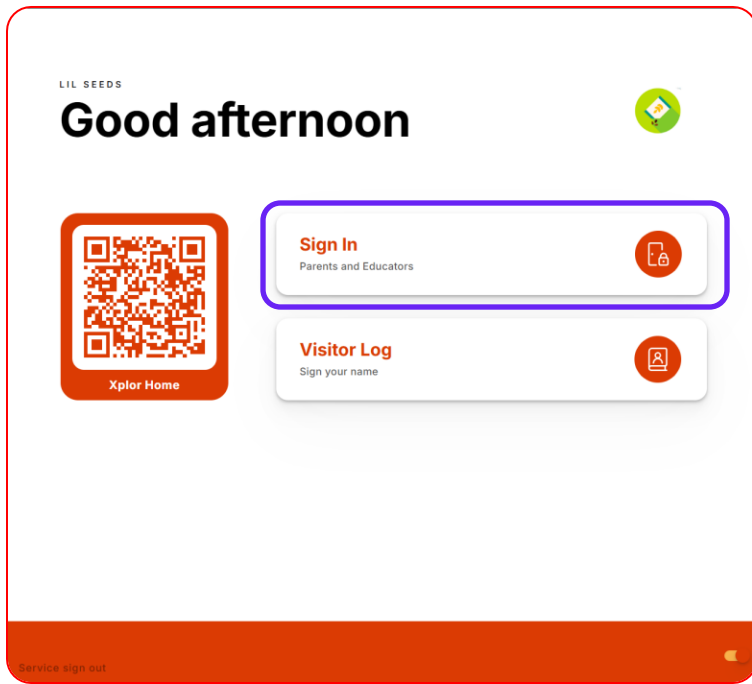 LIL SEEDS
Good afternoon
Sign In
Parents and Educators
Xplor Home
Visitor Log
Sign your name
Service sign out